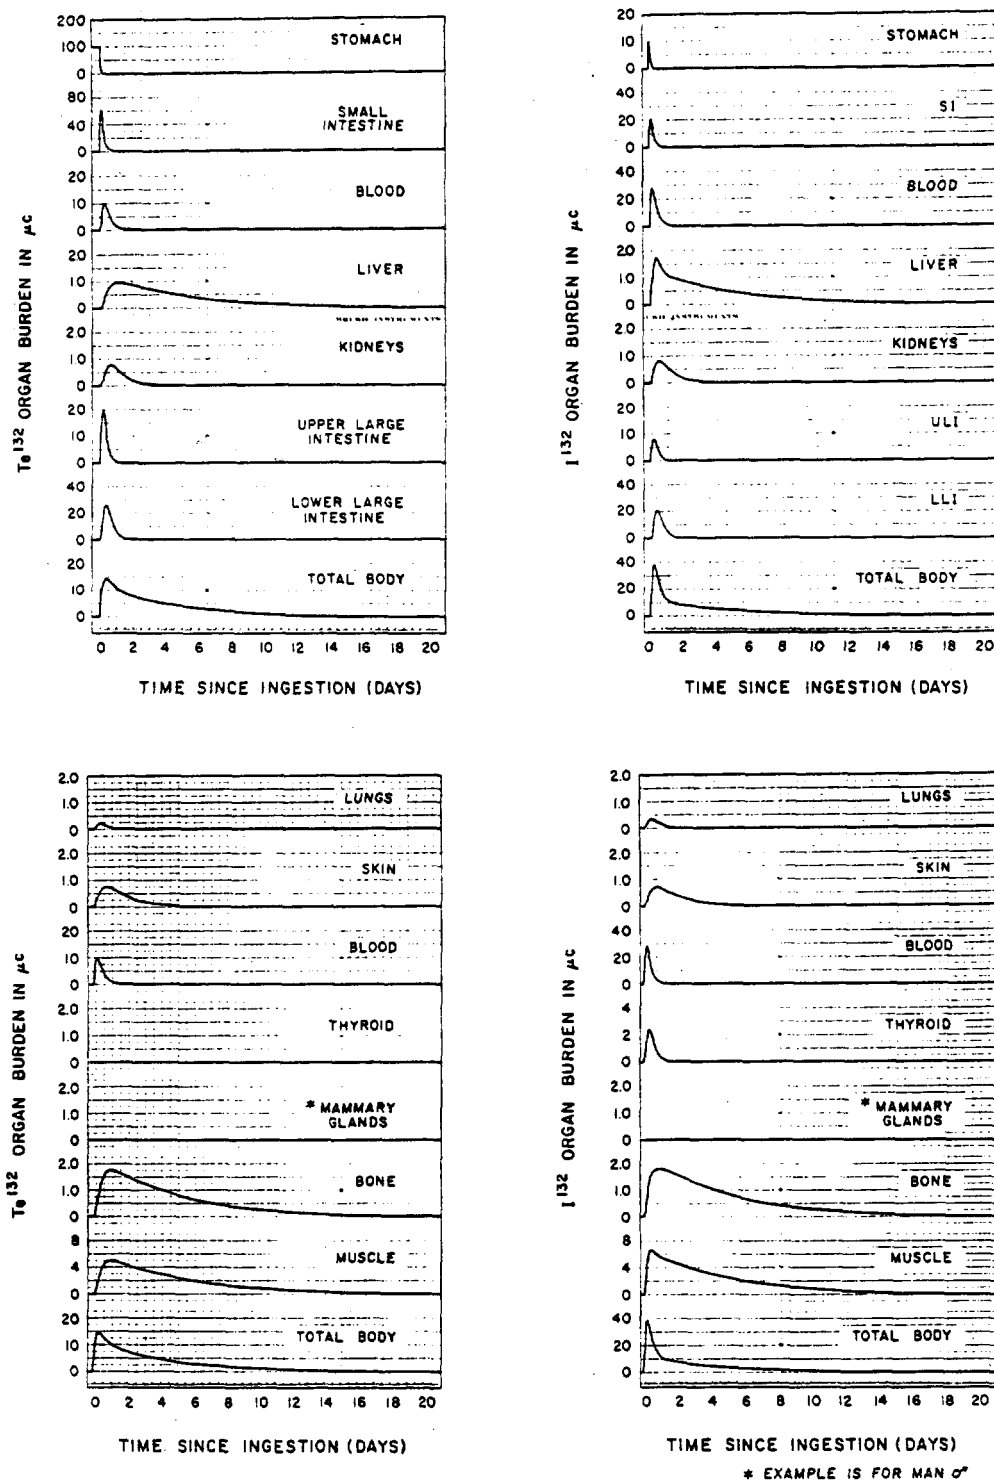 200
100
0
STOMACH
80
40
0
SMALL
INTESTINE
20
10
0
BLOOD
20
10
0
LIVER
2.0
1.0
0
KIDNEYS
20
10
0
UPPER LARGE
INTESTINE
40
20
0
LOWER LARGE
INTESTINE
20
10
0
TOTAL BODY
Te132 ORGAN BURDEN IN μc
0 2 4 6 8 10 12 14 16 18 20
TIME SINCE INGESTION (DAYS)
20
10
0
STOMACH
40
20
0
SI
40
20
0
BLOOD
20
10
0
LIVER
2.0
1.0
0
KIDNEYS
20
10
0
ULI
40
20
0
LLI
40
20
0
TOTAL BODY
I132 ORGAN BURDEN IN μc
0 2 4 6 8 10 12 14 16 18 20
TIME SINCE INGESTION (DAYS)
2.0
1.0
0
LUNGS
2.0
1.0
0
SKIN
20
10
0
BLOOD
2.0
1.0
0
THYROID
2.0
1.0
0
* MAMMARY
GLANDS
2.0
1.0
0
BONE
8
4
0
MUSCLE
20
10
0
TOTAL BODY
Te132 ORGAN BURDEN IN μc
0 2 4 6 8 10 12 14 16 18 20
TIME SINCE INGESTION (DAYS)
2.0
1.0
0
LUNGS
2.0
1.0
0
SKIN
40
20
0
BLOOD
4
2
0
THYROID
2.0
1.0
0
* MAMMARY
GLANDS
2.0
1.0
0
BONE
8
4
0
MUSCLE
40
20
0
TOTAL BODY
I132 ORGAN BURDEN IN μc
0 2 4 6 8 10 12 14 16 18 20
TIME SINCE INGESTION (DAYS)
* EXAMPLE IS FOR MAN ♂